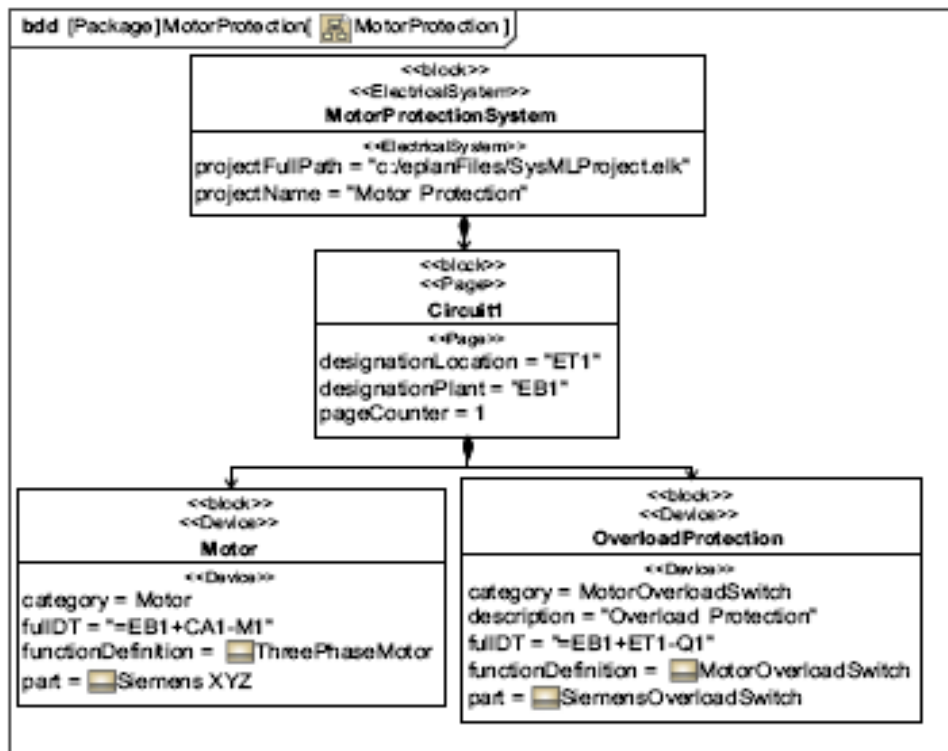 bdd [Package]MotorProtection[ MotorProtection ]
<<block>>
<<ElectricalSystem>>
MotorProtectionSystem
<<ElectricalSystem>>
projectFullPath = "c:/eplanFiles/SysMLProject.elk"
projectName = "Motor Protection"
<<block>>
<<Page>>
Circuit1
<<Page>>
designationLocation = "ET1"
designationPlant = "EB1"
pageCounter = 1
<<block>>
<<Device>>
Motor
<<Device>>
category = Motor
fullDT = "=EB1+CA1-M1"
functionDefinition = ThreePhaseMotor
part = Siemens XYZ
<<block>>
<<Device>>
OverloadProtection
<<Device>>
category = MotorOverloadSwitch
description = "Overload Protection"
fullDT = "=EB1+ET1-Q1"
functionDefinition = MotorOverloadSwitch
part = SiemensOverloadSwitch